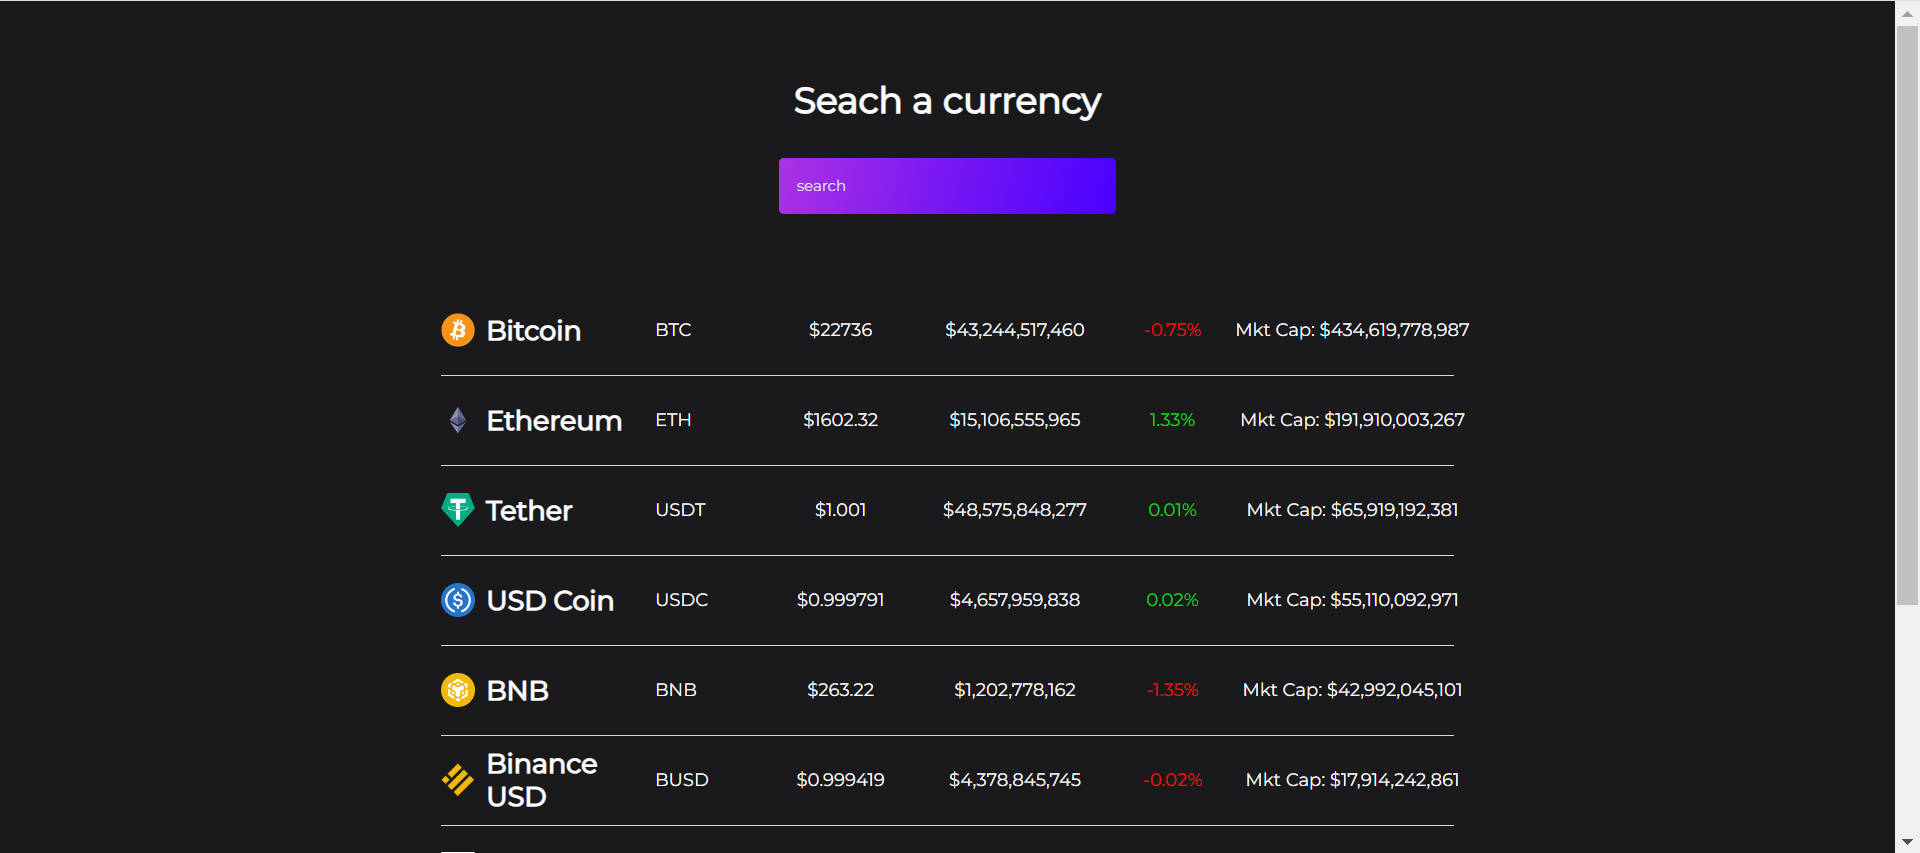 Seach a currency
search
Bitcoin BTC $22736 $43,244,517,460 -0.75% Mkt Cap: $434,619,778,987
Ethereum ETH $1602.32 $15,106,555,965 1.33% Mkt Cap: $191,910,003,267
Tether USDT $1.001 $48,575,848,277 0.01% Mkt Cap: $65,919,192,381
USD Coin USDC $0.999791 $4,657,959,838 0.02% Mkt Cap: $55,110,092,971
BNB BNB $263.22 $1,202,778,162 -1.35% Mkt Cap: $42,992,045,101
Binance
USD BUSD $0.999419 $4,378,845,745 -0.02% Mkt Cap: $17,914,242,861